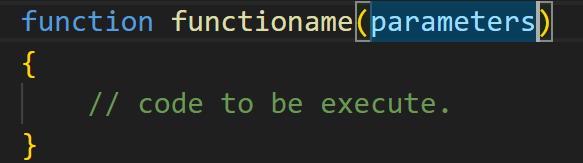 function functioname(parameters)
{
    // code to be execute.
}